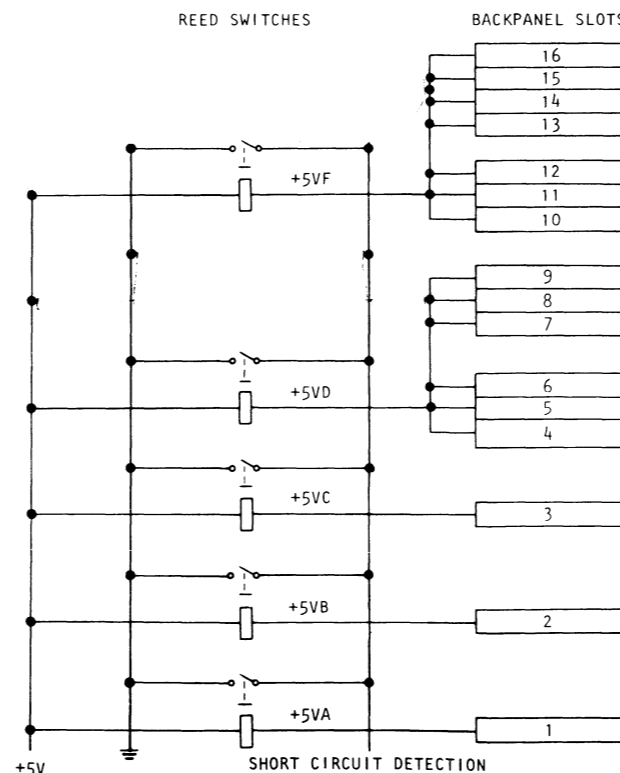 REED SWITCHES
BACKPANEL SLOTS
16
15
14
13
12
+5VF
11
10
9
8
7
6
+5VD
5
4
+5VC
3
+5VB
2
+5VA
1
+5V
SHORT CIRCUIT DETECTION